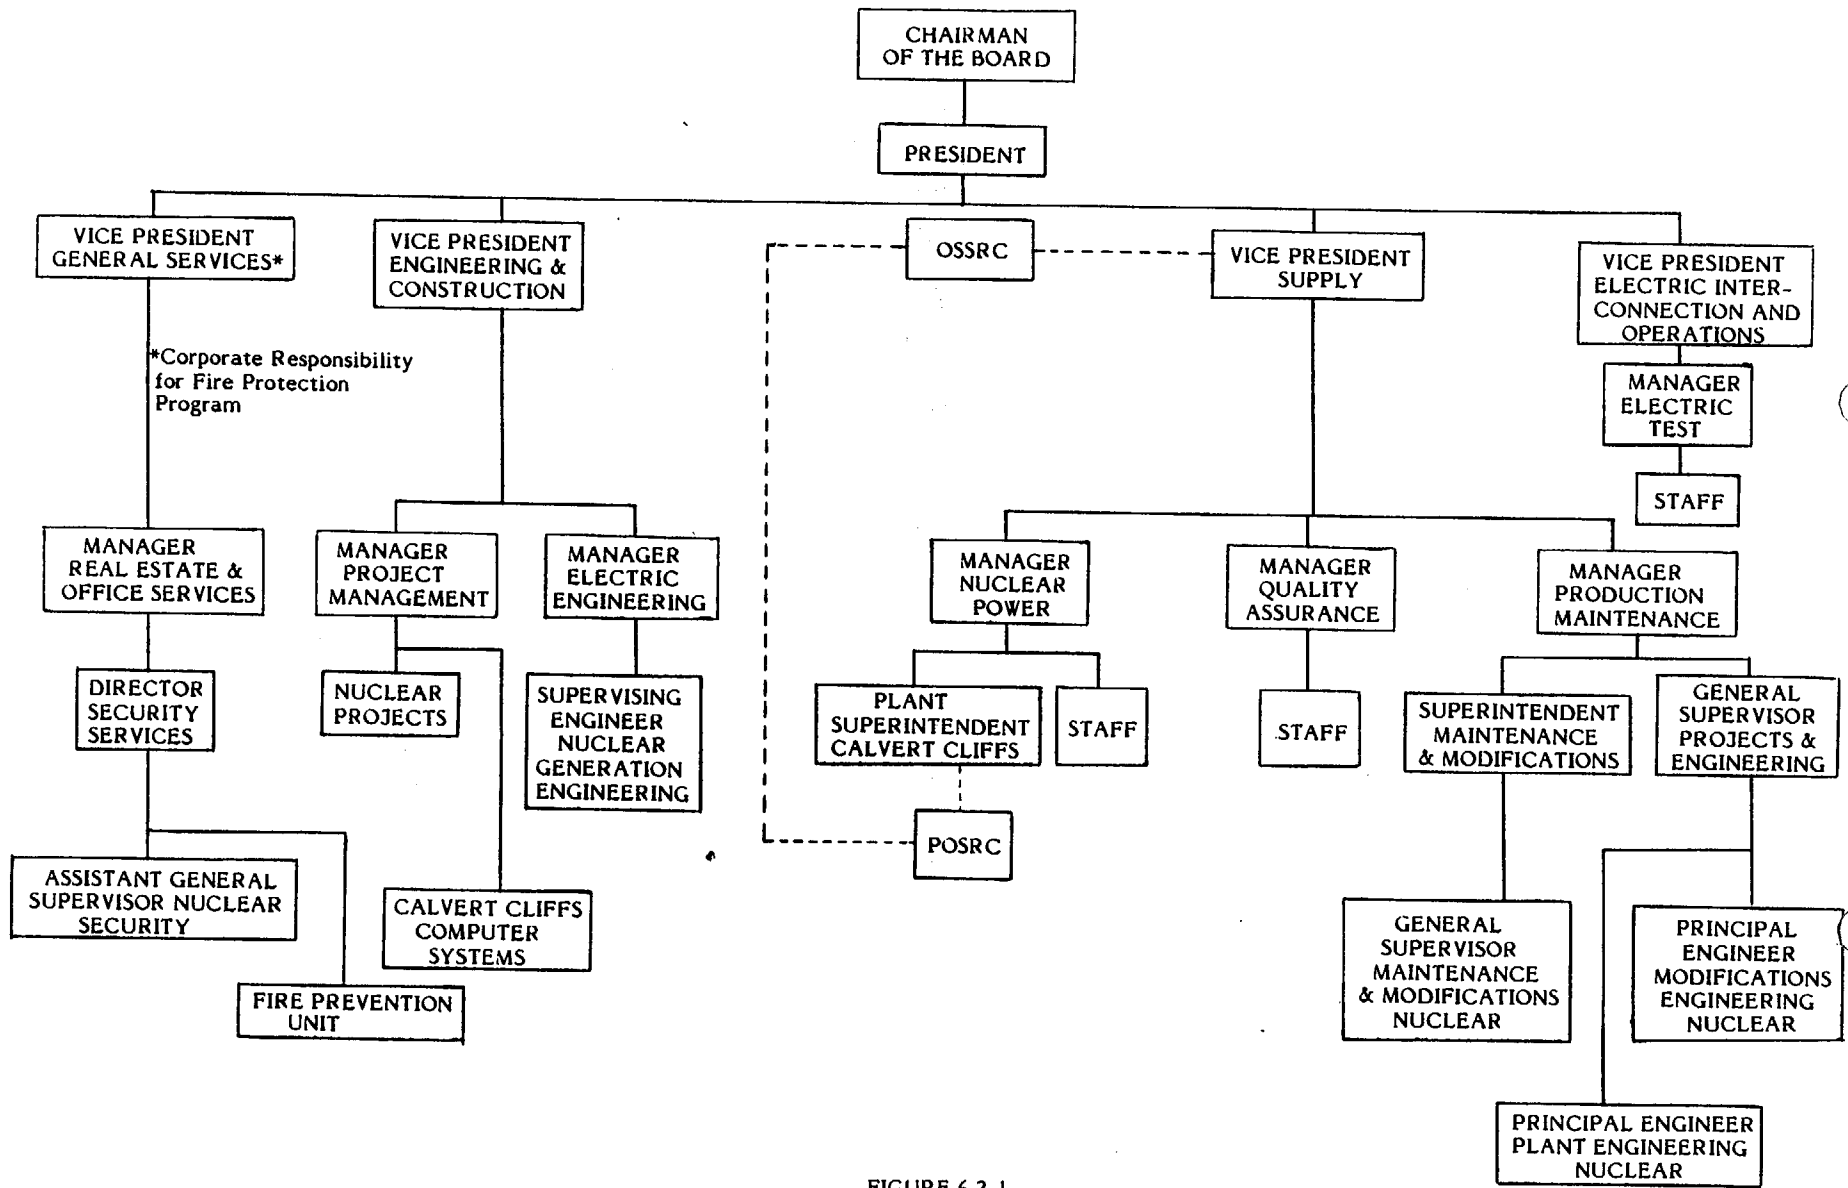 CHAIRMAN
OF THE BOARD
PRESIDENT
VICE PRESIDENT
GENERAL SERVICES*
VICE PRESIDENT
ENGINEERING &
CONSTRUCTION
OSSRC
VICE PRESIDENT
SUPPLY
VICE PRESIDENT
ELECTRIC INTER-
CONNECTION AND
OPERATIONS
*Corporate Responsibility
for Fire Protection
Program
MANAGER
ELECTRIC
TEST
STAFF
MANAGER
REAL ESTATE &
OFFICE SERVICES
MANAGER
PROJECT
MANAGEMENT
MANAGER
ELECTRIC
ENGINEERING
MANAGER
NUCLEAR
POWER
MANAGER
QUALITY
ASSURANCE
MANAGER
PRODUCTION
MAINTENANCE
DIRECTOR
SECURITY
SERVICES
NUCLEAR
PROJECTS
SUPERVISING
ENGINEER
NUCLEAR
GENERATION
ENGINEERING
PLANT
SUPERINTENDENT
CALVERT CLIFFS
STAFF
STAFF
SUPERINTENDENT
MAINTENANCE
& MODIFICATIONS
GENERAL
SUPERVISOR
PROJECTS &
ENGINEERING
POSRC
ASSISTANT GENERAL
SUPERVISOR NUCLEAR
SECURITY
CALVERT CLIFFS
COMPUTER
SYSTEMS
GENERAL
SUPERVISOR
MAINTENANCE
& MODIFICATIONS
NUCLEAR
PRINCIPAL
ENGINEER
MODIFICATIONS
ENGINEERING
NUCLEAR
FIRE PREVENTION
UNIT
PRINCIPAL ENGINEER
PLANT ENGINEERING
NUCLEAR